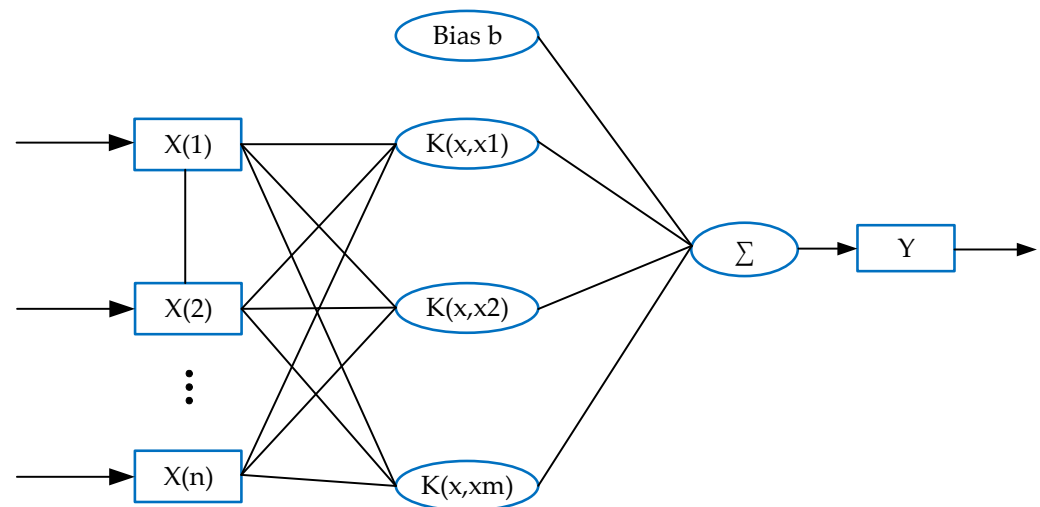 Bias b
X(1)
K(x,x1)
∑
Y
X(2)
K(x,x2)
X(n)
K(x,xm)